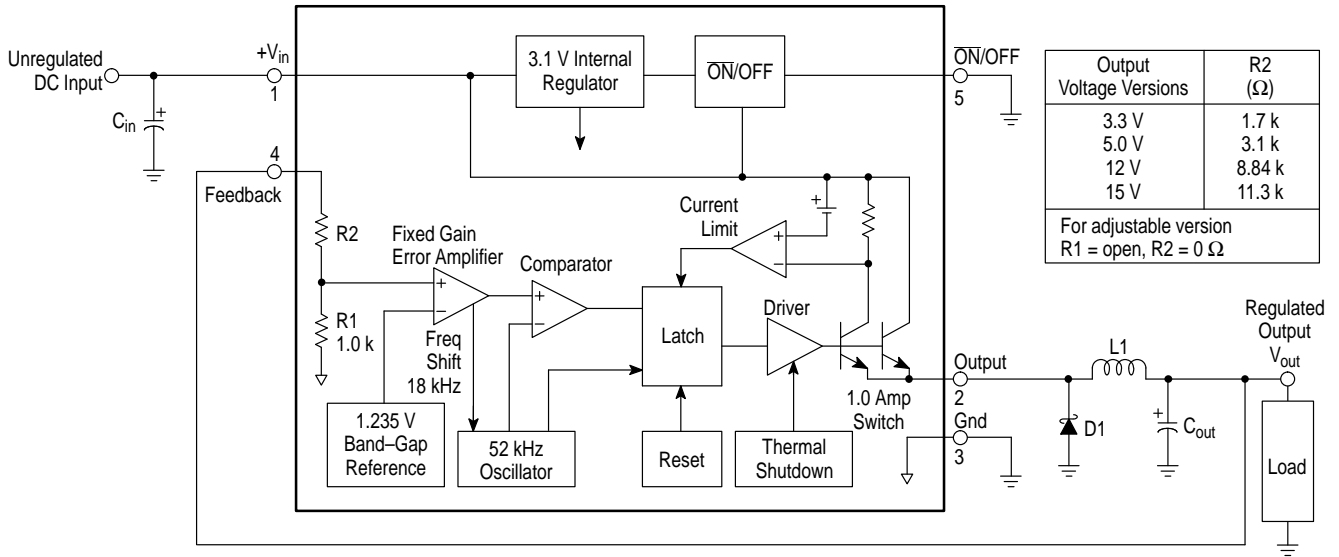 Unregulated
DC Input
+Vin
1
Cin
3.1 V Internal
Regulator
ON/OFF
ON/OFF
5
4
Feedback
R2
R1
1.0 k
Fixed Gain
Error Amplifier
Comparator
Current
Limit
Freq
Shift
18 kHz
Latch
Driver
1.0 Amp
Switch
1.235 V
Band–Gap
Reference
52 kHz
Oscillator
Reset
Thermal
Shutdown
Output
2
Gnd
3
L1
D1
Cout
Regulated
Output
Vout
Load
Output
Voltage Versions
R2
(Ω)
3.3 V 1.7 k
5.0 V 3.1 k
12 V 8.84 k
15 V 11.3 k
For adjustable version
R1 = open, R2 = 0 Ω